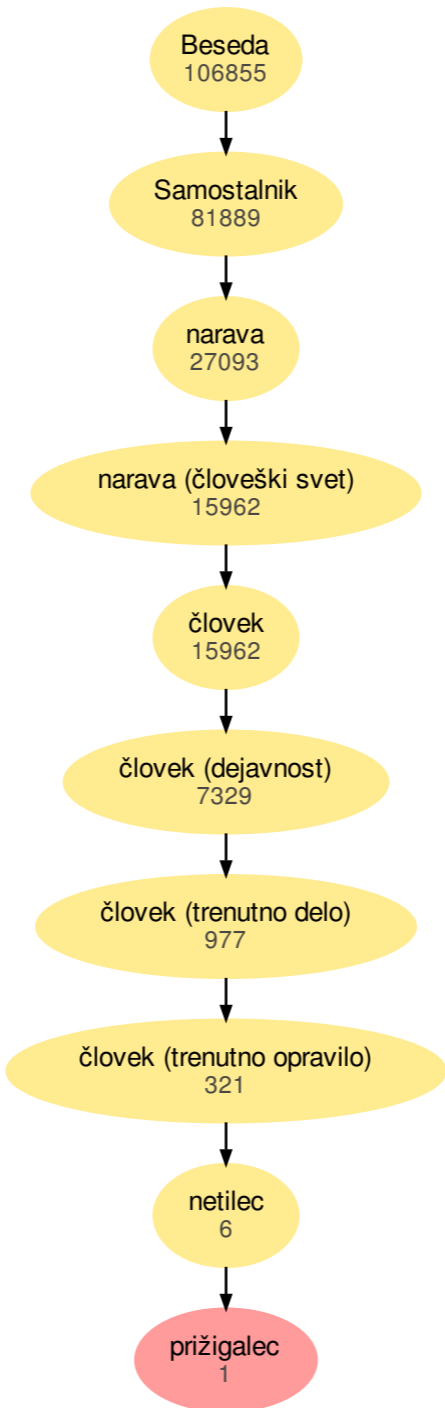 Beseda
106855
Samostalnik
81889
narava
27093
narava (človeški svet)
15962
človek
15962
človek (dejavnost)
7329
človek (trenutno delo)
977
človek (trenutno opravilo)
321
netilec
6
prižigalec
1